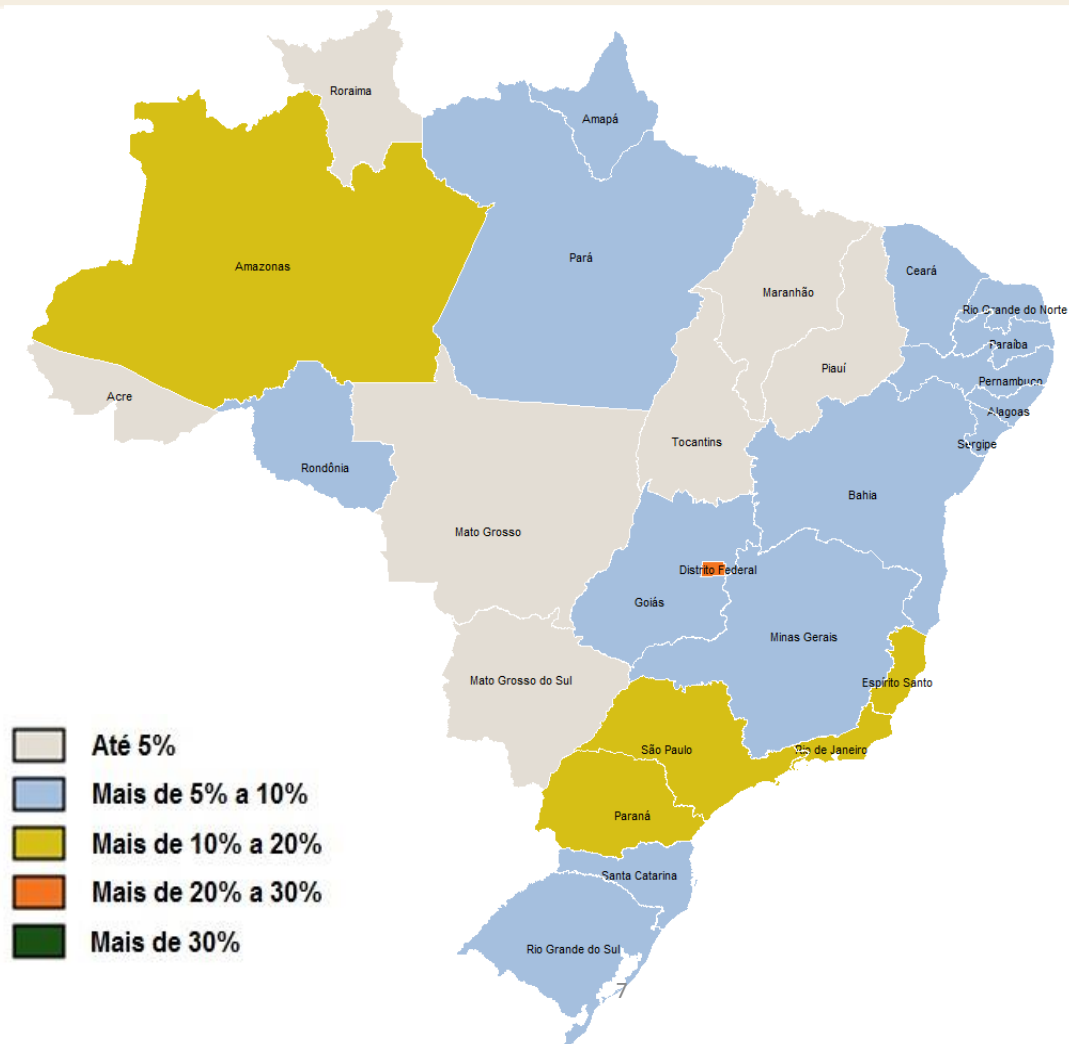 Roraima
Amapá
Amazonas
Pará
Ceará
Maranhão
Rio Grande do Norte
Paraíba
Piauí
Pernambuco
Acre
Alagoas
Tocantins
Sergipe
Rondônia
Bahia
Mato Grosso
Distrito Federal
Goiás
Minas Gerais
Mato Grosso do Sul
Espírito Santo
São Paulo
Rio de Janeiro
Paraná
Santa Catarina
Rio Grande do Sul
Até 5%
Mais de 5% a 10%
Mais de 10% a 20%
Mais de 20% a 30%
Mais de 30%
7